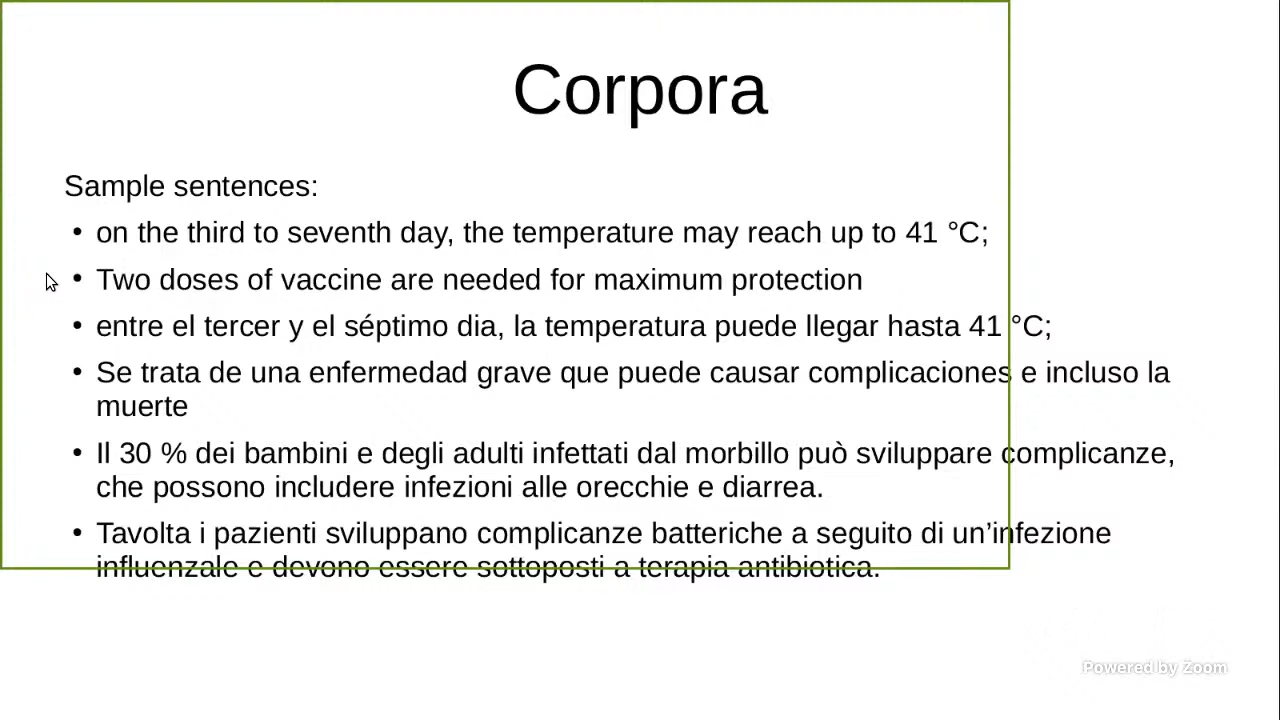 Corpora
Sample sentences:
• on the third to seventh day, the temperature may reach up to 41 °C;
• Two doses of vaccine are needed for maximum protection
• entre el tercer y el séptimo dia, la temperatura puede llegar hasta 41 °C;
• Se trata de una enfermedad grave que puede causar complicaciones e incluso la
muerte
• Il 30 % dei bambini e degli adulti infettati dal morbillo può sviluppare complicanze,
che possono includere infezioni alle orecchie e diarrea.
• Tavolta i pazienti sviluppano complicanze batteriche a seguito di un’infezione
influenzale e devono essere sottoposti a terapia antibiotica.
Powered by Zoom